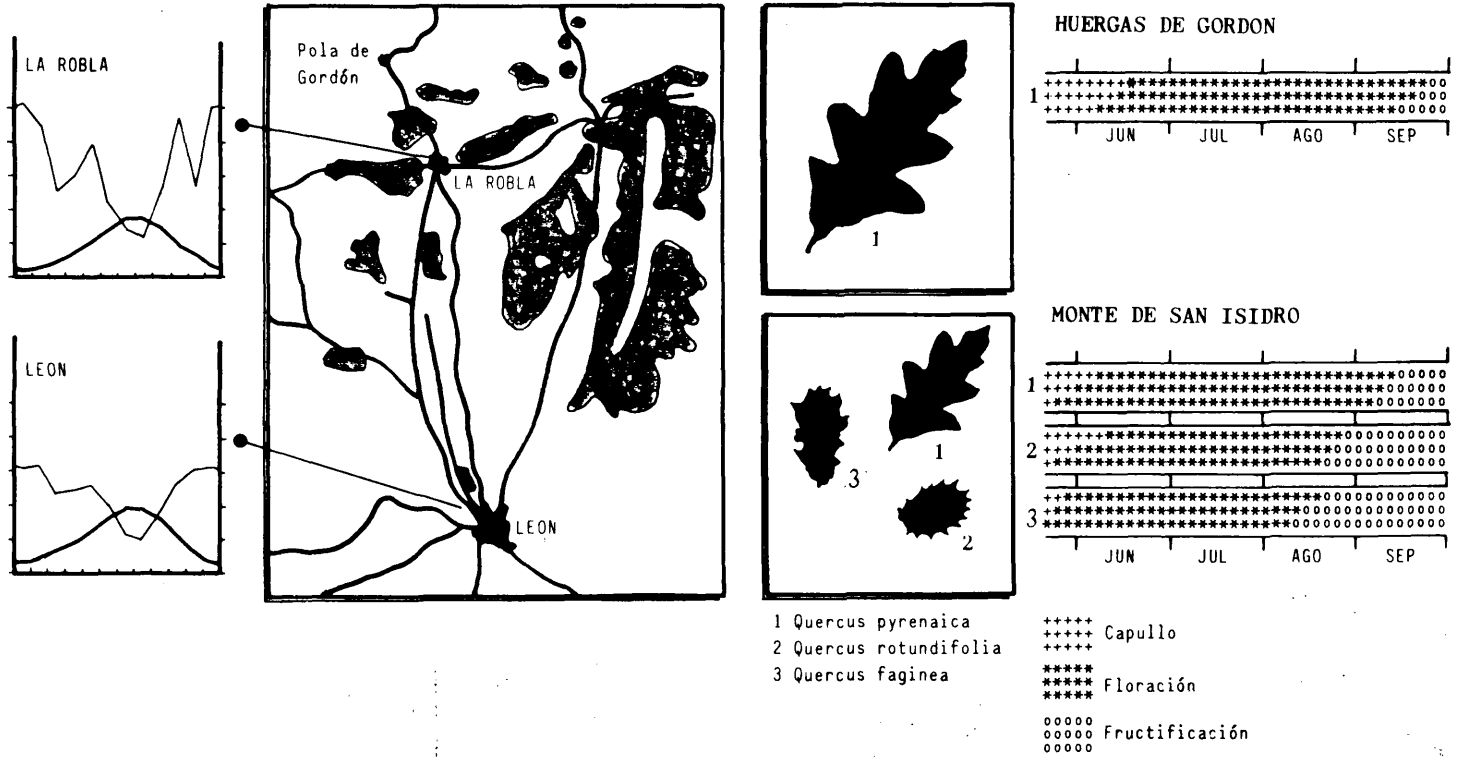 LA ROBLA
LEON
Pola de
Gordón
LA ROBLA
LEON
1
1
2
3
1 Quercus pyrenaica
2 Quercus rotundifolia
3 Quercus faginea
HUERGAS DE GORDON
1
JUN JUL AGO SEP
MONTE DE SAN ISIDRO
1
2
3
JUN JUL AGO SEP
+++++ Capullo
***** Floración
ooooo Fructificación